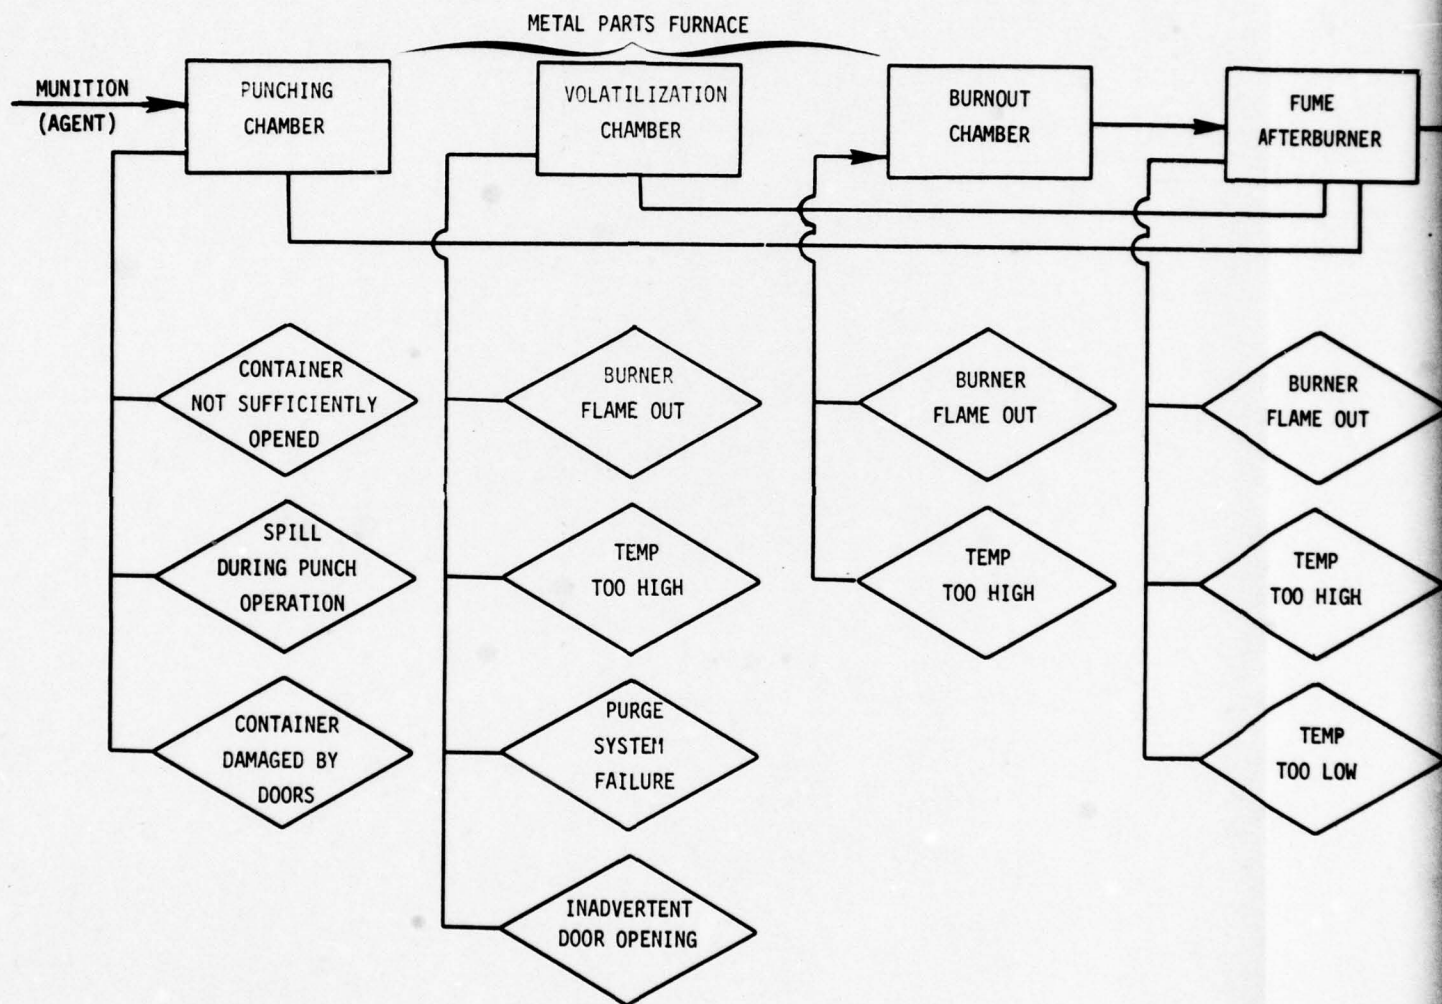 METAL PARTS FURNACE
MUNITION
(AGENT)
PUNCHING
CHAMBER
VOLATILIZATION
CHAMBER
BURNOUT
CHAMBER
FUME
AFTERBURNER
CONTAINER
NOT SUFFICIENTLY
OPENED
SPILL
DURING PUNCH
OPERATION
CONTAINER
DAMAGED BY
DOORS
BURNER
FLAME OUT
TEMP
TOO HIGH
PURGE
SYSTEM
FAILURE
INADVERTENT
DOOR OPENING
BURNER
FLAME OUT
TEMP
TOO HIGH
BURNER
FLAME OUT
TEMP
TOO HIGH
TEMP
TOO LOW